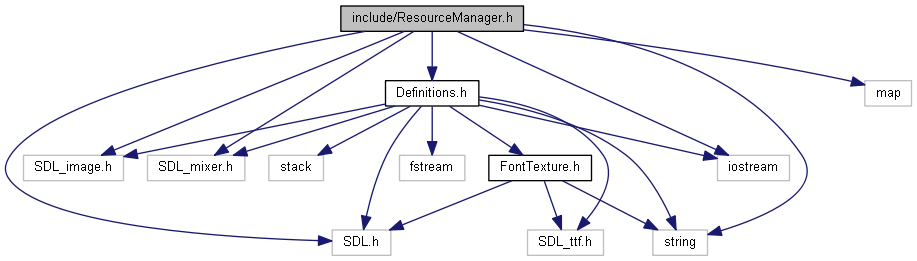 include/ResourceManager.h
Definitions.h
map
SDL_image.h
SDL_mixer.h
stack
fstream
FontTexture.h
iostream
SDL.h
SDL_ttf.h
string